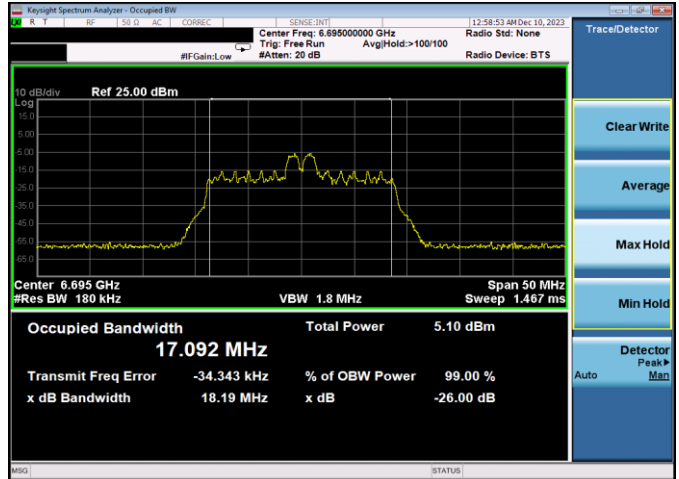 Keysight Spectrum Analyzer - Occupied BW
R T RF 50 Ω AC CORREC SENSE:INT 12:58:53 AM Dec 10, 2023
Center Freq: 6.695000000 GHz Radio Std: None
Trig: Free Run Avg|Hold:>100/100
#IFGain:Low #Atten: 20 dB Radio Device: BTS
Trace/Detector
10 dB/div Ref 25.00 dBm
Log
15.0
5.00
-5.00
-15.0
-25.0
-35.0
-45.0
-55.0
-65.0
Center 6.695 GHz Span 50 MHz
#Res BW 180 kHz VBW 1.8 MHz Sweep 1.467 ms
Occupied Bandwidth Total Power 5.10 dBm
17.092 MHz
Transmit Freq Error -34.343 kHz % of OBW Power 99.00 %
x dB Bandwidth 18.19 MHz x dB -26.00 dB
Clear Write
Average
Max Hold
Min Hold
Detector
Peak▶
Auto Man
MSG STATUS